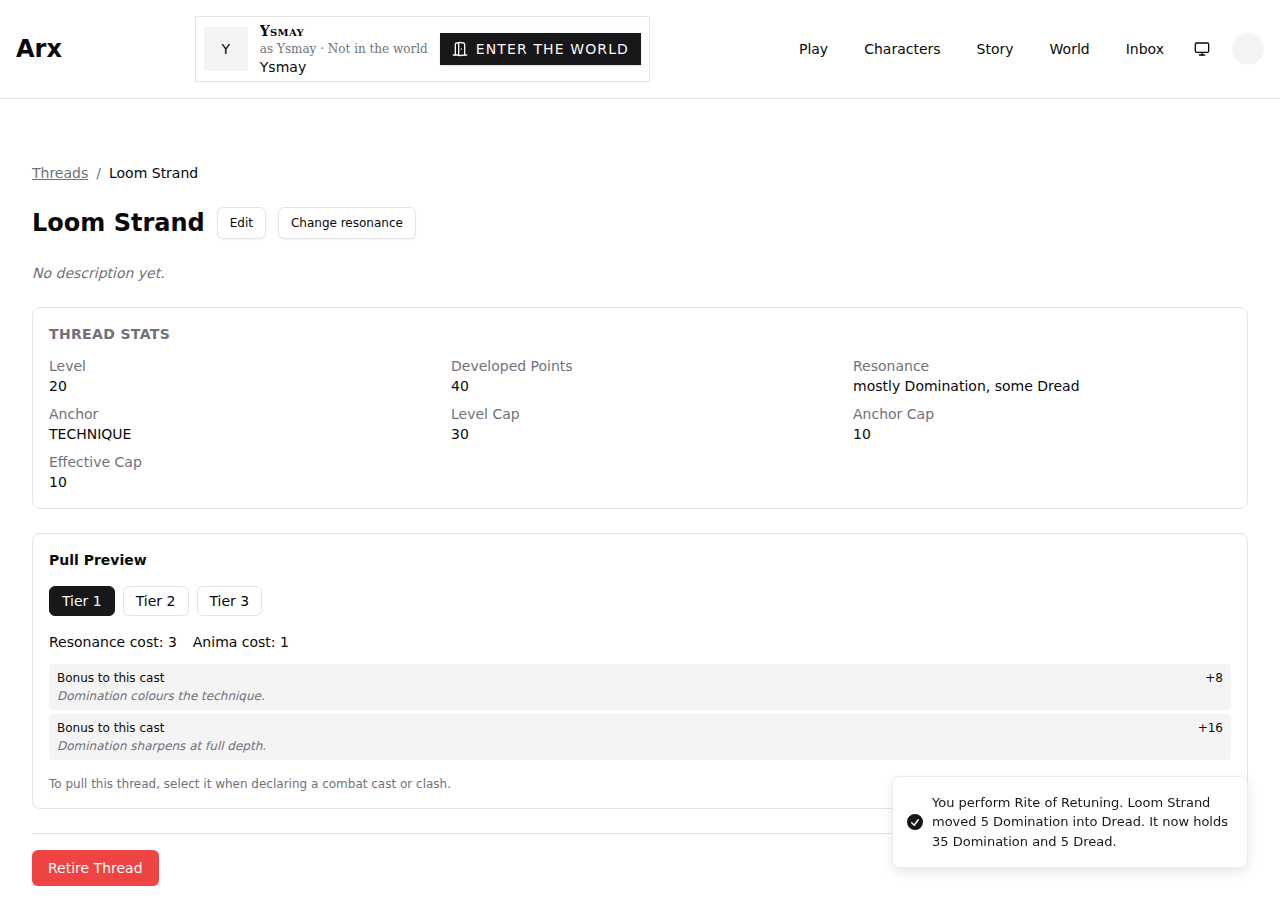 Arx
Y
Ysmay
as Ysmay · Not in the world
Ysmay
ENTER THE WORLD
Play
Characters
Story
World
Inbox
Threads / Loom Strand
Loom Strand
Edit
Change resonance
No description yet.
THREAD STATS
Level
20
Developed Points
40
Resonance
mostly Domination, some Dread
Anchor
TECHNIQUE
Level Cap
30
Anchor Cap
10
Effective Cap
10
Pull Preview
Tier 1
Tier 2
Tier 3
Resonance cost: 3 Anima cost: 1
Bonus to this cast +8
Domination colours the technique.
Bonus to this cast +16
Domination sharpens at full depth.
To pull this thread, select it when declaring a combat cast or clash.
You perform Rite of Retuning. Loom Strand
moved 5 Domination into Dread. It now holds
35 Domination and 5 Dread.
Retire Thread